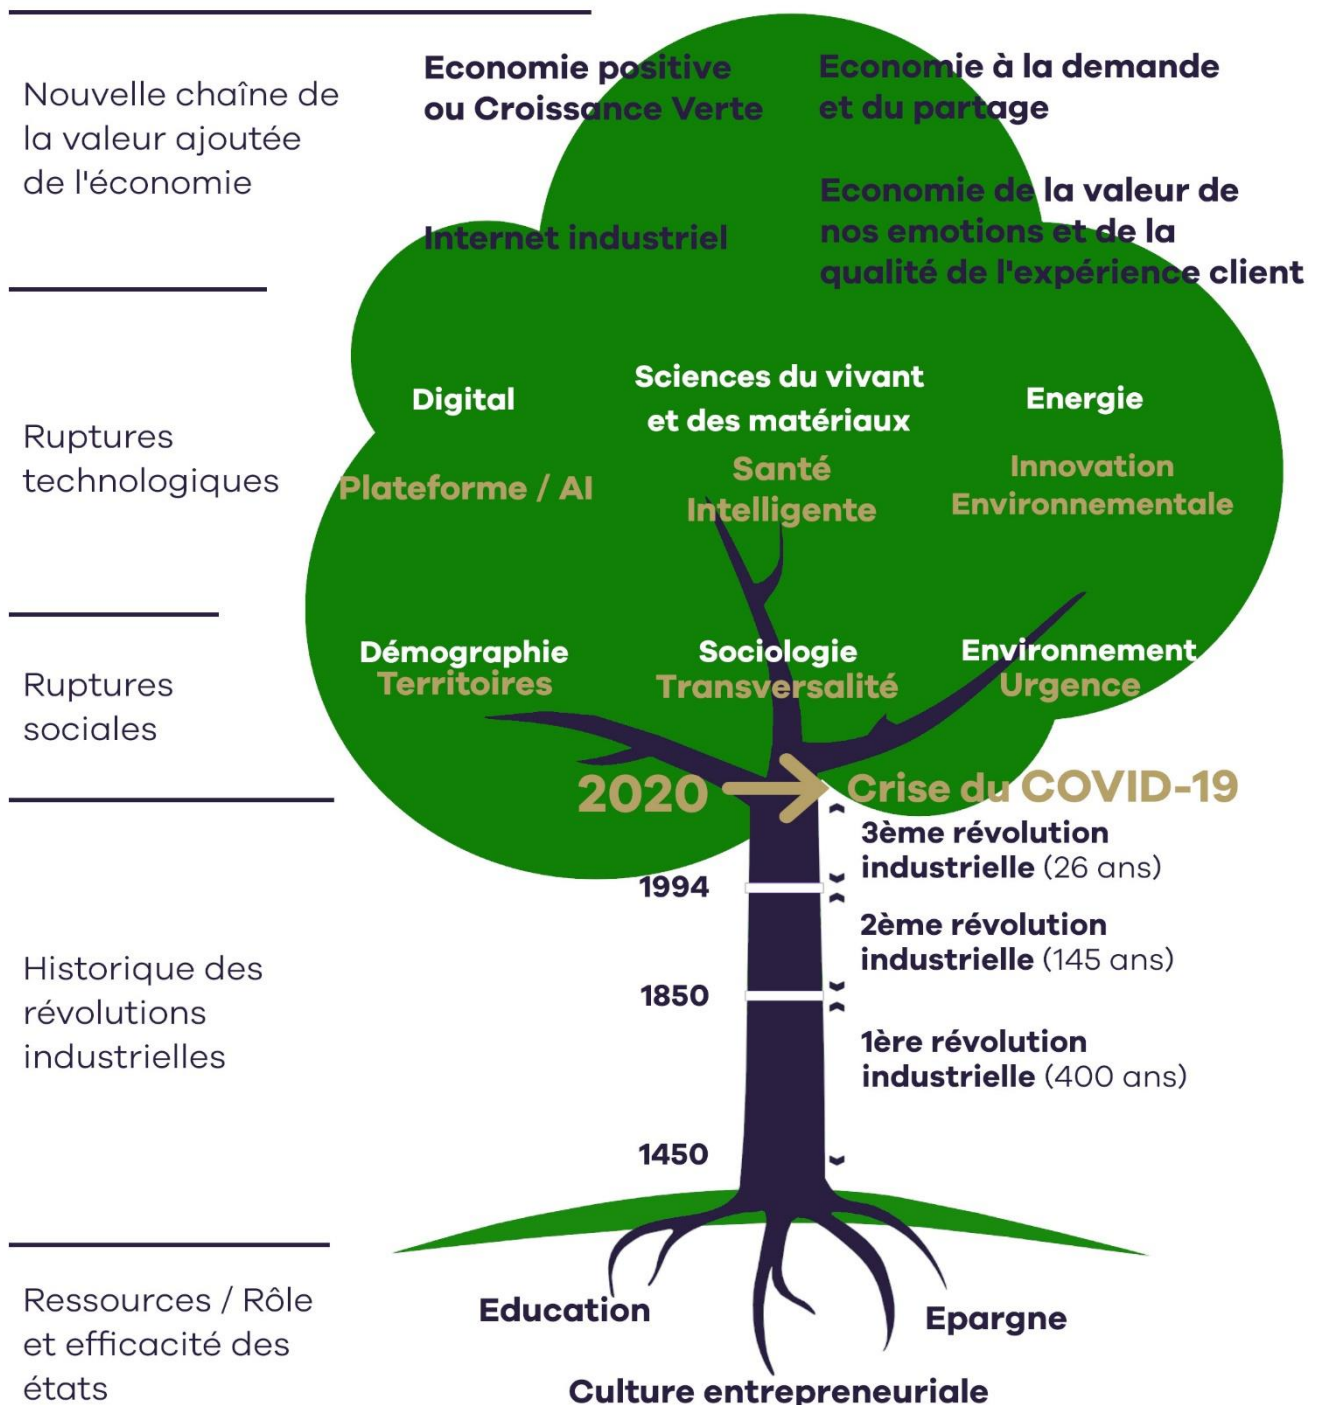 Nouvelle chaîne de
la valeur ajoutée
de l'économie
Economie positive
ou Croissance Verte
Economie à la demande
et du partage
Internet industriel
Economie de la valeur de
nos emotions et de la
qualité de l'expérience client
Ruptures
technologiques
Digital
Plateforme / AI
Sciences du vivant
et des matériaux
Santé
Intelligente
Energie
Innovation
Environnementale
Ruptures
sociales
Démographie
Territoires
Sociologie
Transversalité
Environnement
Urgence
2020
Crise du COVID-19
Historique des
révolutions
industrielles
3ème révolution
industrielle (26 ans)
1994
2ème révolution
industrielle (145 ans)
1850
1ère révolution
industrielle (400 ans)
1450
Ressources / Rôle
et efficacité des
états
Education
Epargne
Culture entrepreneuriale